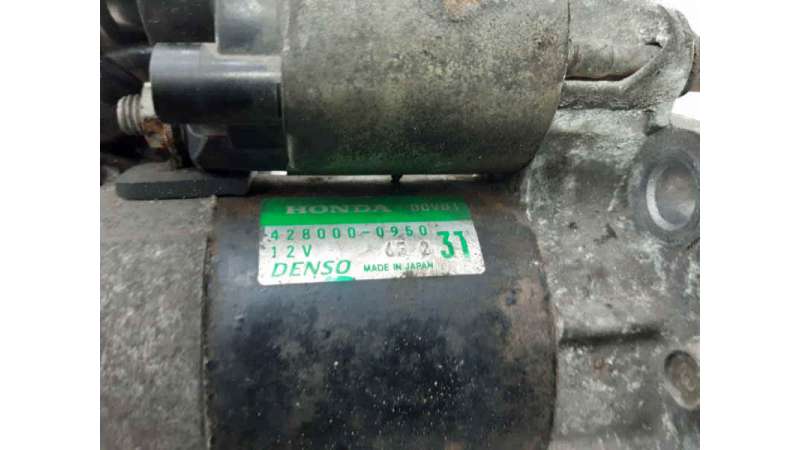 HONDA
428000-0950
12V 31
DENSO MADE IN JAPAN